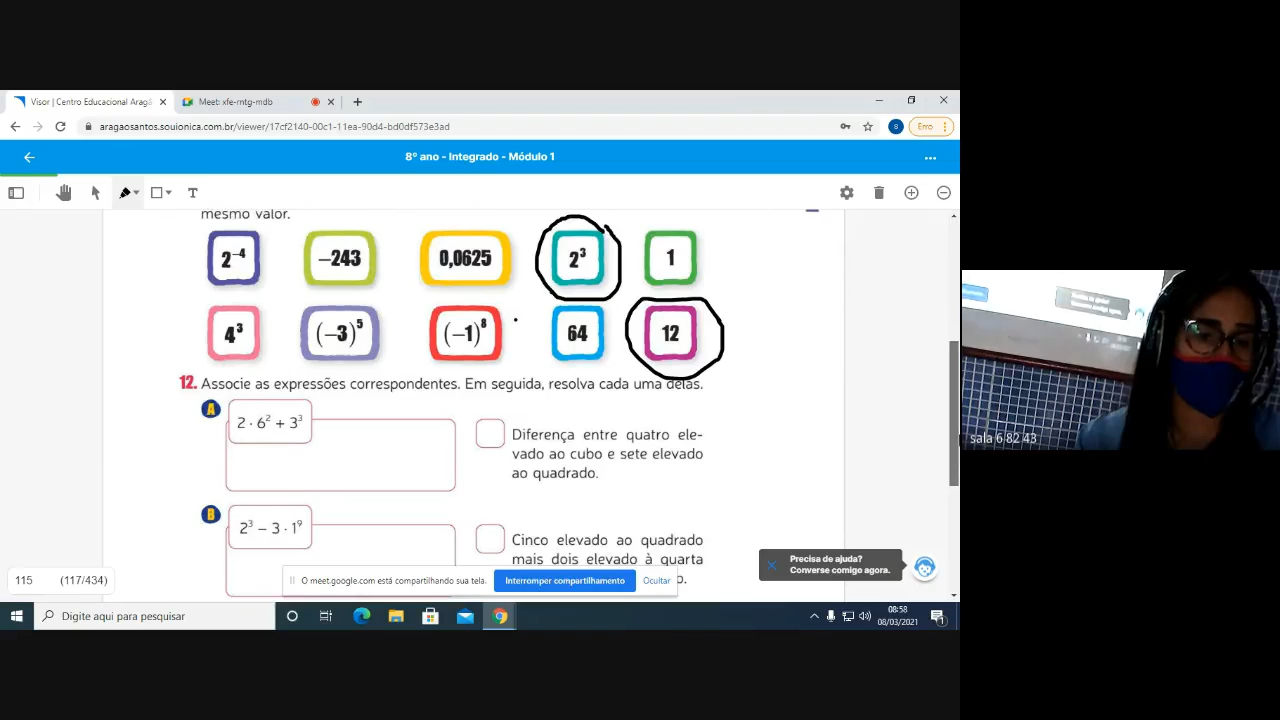 Visor | Centro Educacional Aragã
Meet: xfe-rntg-mdb
aragaosantos.souionica.com.br/viewer/17cf2140-00c1-11ea-90d4-bd0df573e3ad
Erro
8º ano - Integrado - Módulo 1
mesmo valor.
2⁻⁴ -243 0,0625 2³ 1
4³ (-3)⁵ (-1)⁸ 64 12
12. Associe as expressões correspondentes. Em seguida, resolva cada uma delas.
A 2 · 6² + 3³
Diferença entre quatro ele-
vado ao cubo e sete elevado
ao quadrado.
B 2³ − 3 · 1⁹
Cinco elevado ao quadrado
mais dois elevado à quarta
Precisa de ajuda?
Converse comigo agora.
115 (117/434)
O meet.google.com está compartilhando sua tela.
Interromper compartilhamento
Ocultar
Digite aqui para pesquisar
08:58
08/03/2021
sala 6 82 43